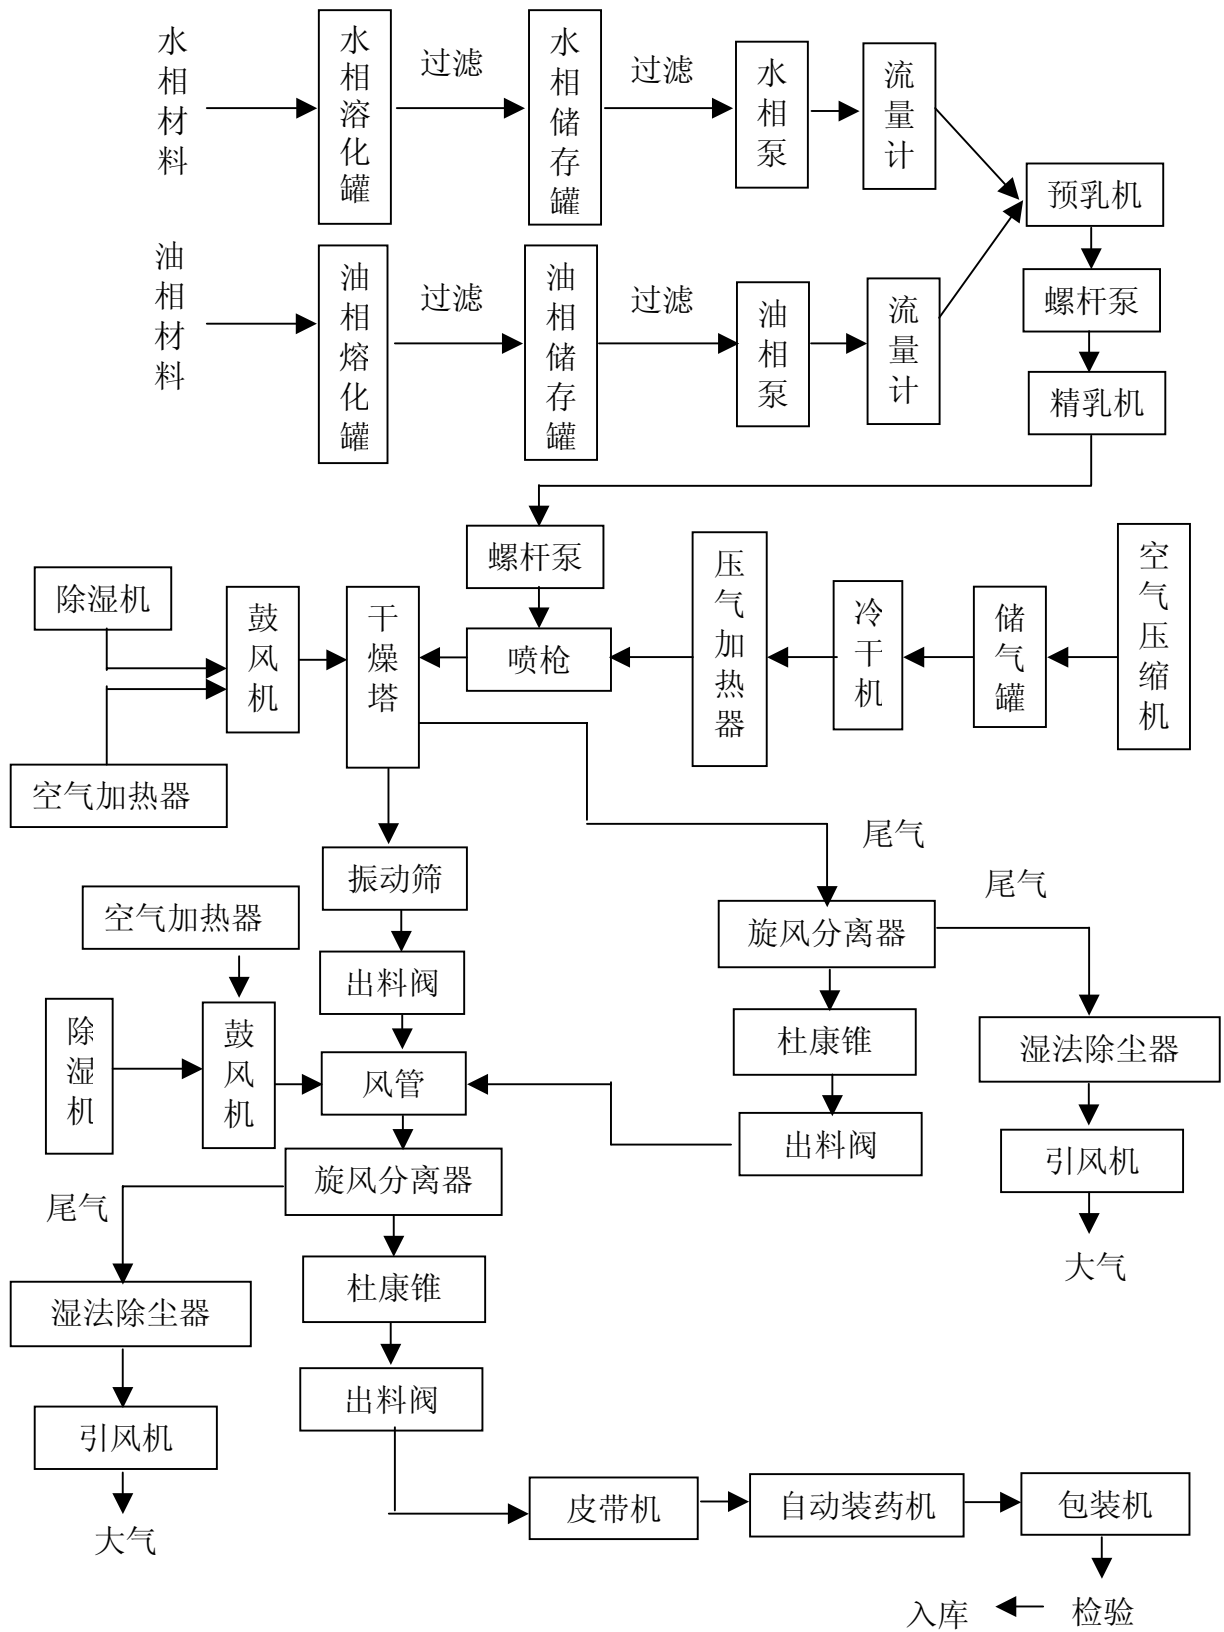 水相材料
水相溶化罐
过滤
水相储存罐
过滤
水相泵
流量计
预乳机
油相材料
油相熔化罐
过滤
油相储存罐
过滤
油相泵
流量计
螺杆泵
精乳机
螺杆泵
除湿机
鼓风机
干燥塔
喷枪
压气加热器
冷干机
储气罐
空气压缩机
空气加热器
尾气
振动筛
尾气
空气加热器
旋风分离器
出料阀
除湿机
鼓风机
杜康锥
湿法除尘器
风管
出料阀
引风机
旋风分离器
尾气
大气
杜康锥
湿法除尘器
出料阀
引风机
皮带机
自动装药机
包装机
大气
入库
检验